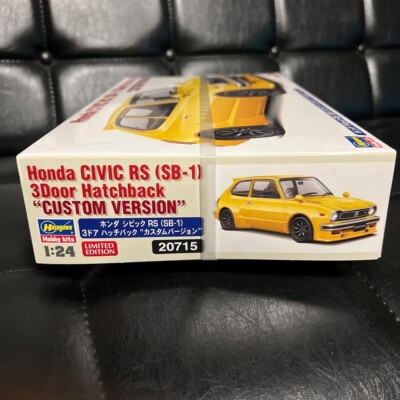 Honda CIVIC RS (SB-1)
3Door Hatchback
"CUSTOM VERSION"
Hasegawa
Hobby kits
ホンダ シビック RS (SB-1)
3ドア ハッチバック "カスタムバージョン"
1:24
LIMITED
EDITION
20715